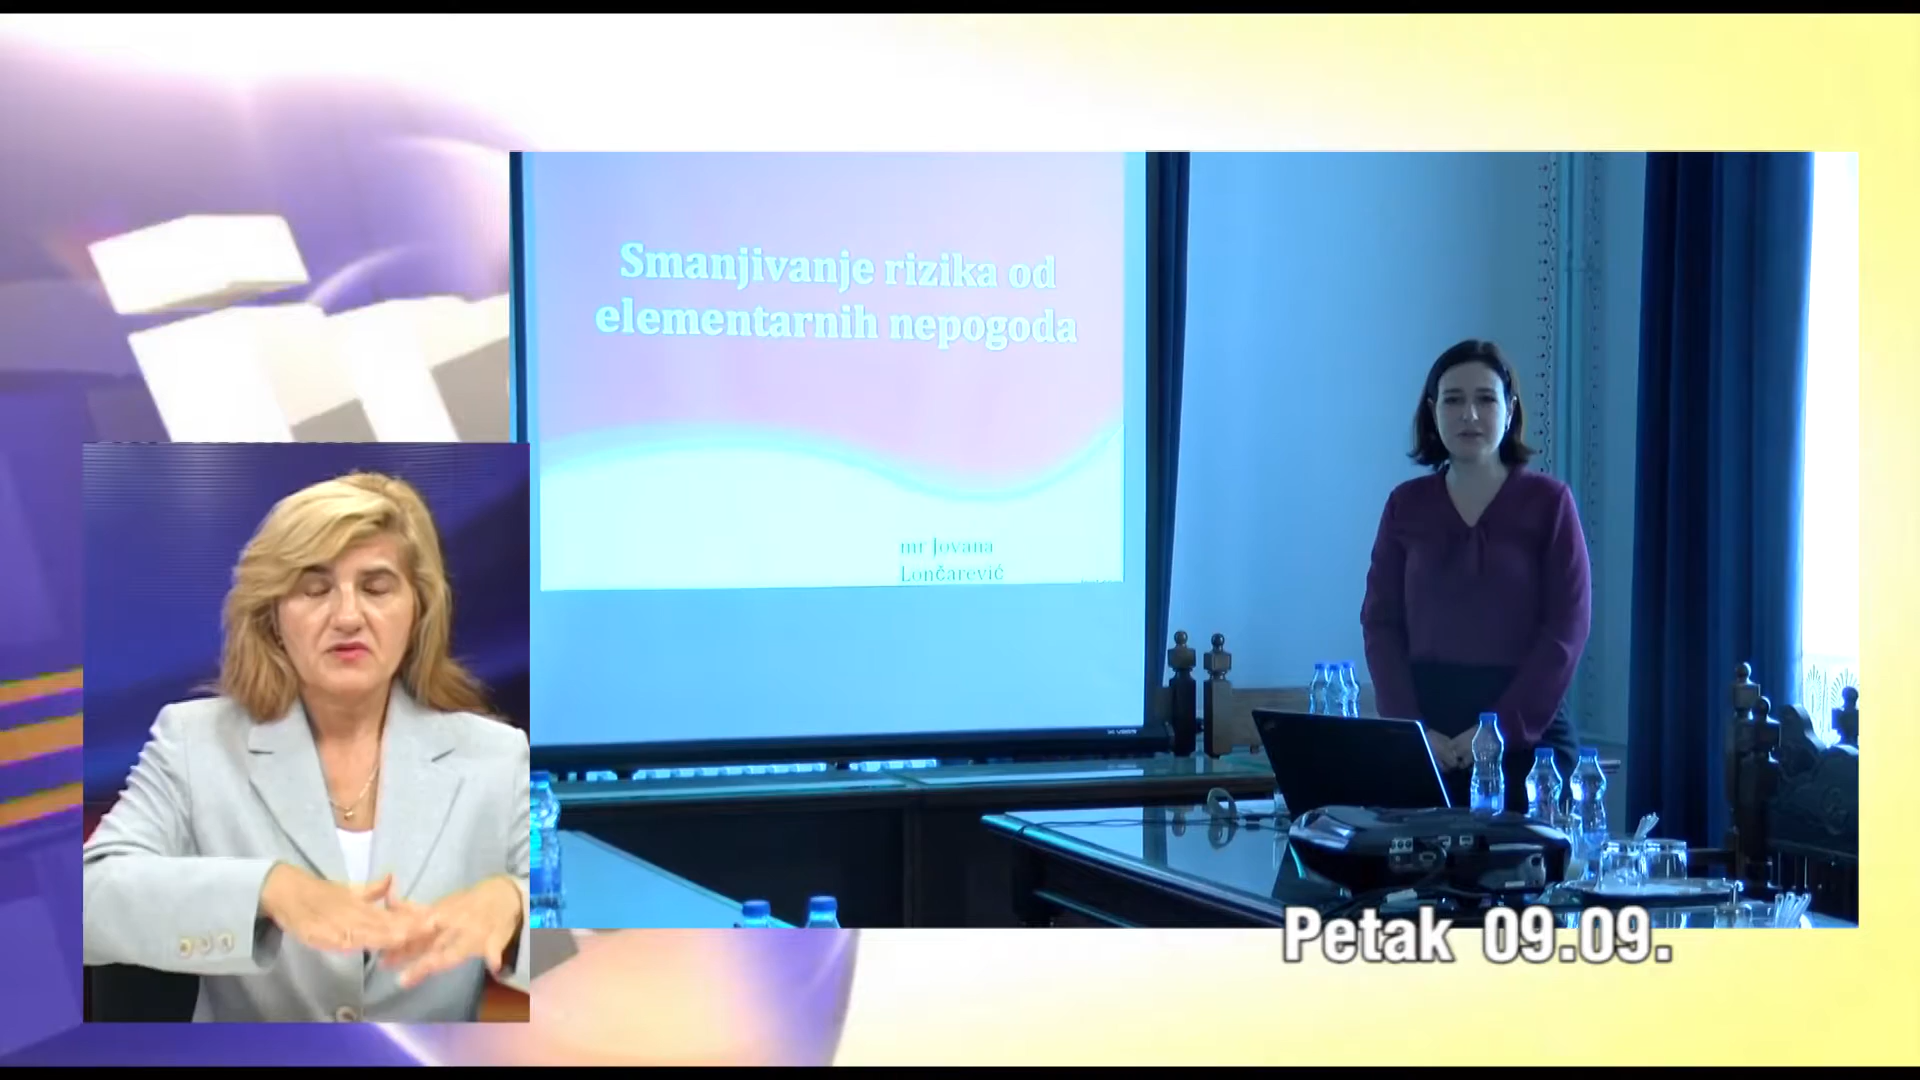 Smanjivanje rizika od
elementarnih nepogoda
mr Jovana
Lončarević
Petak 09.09.